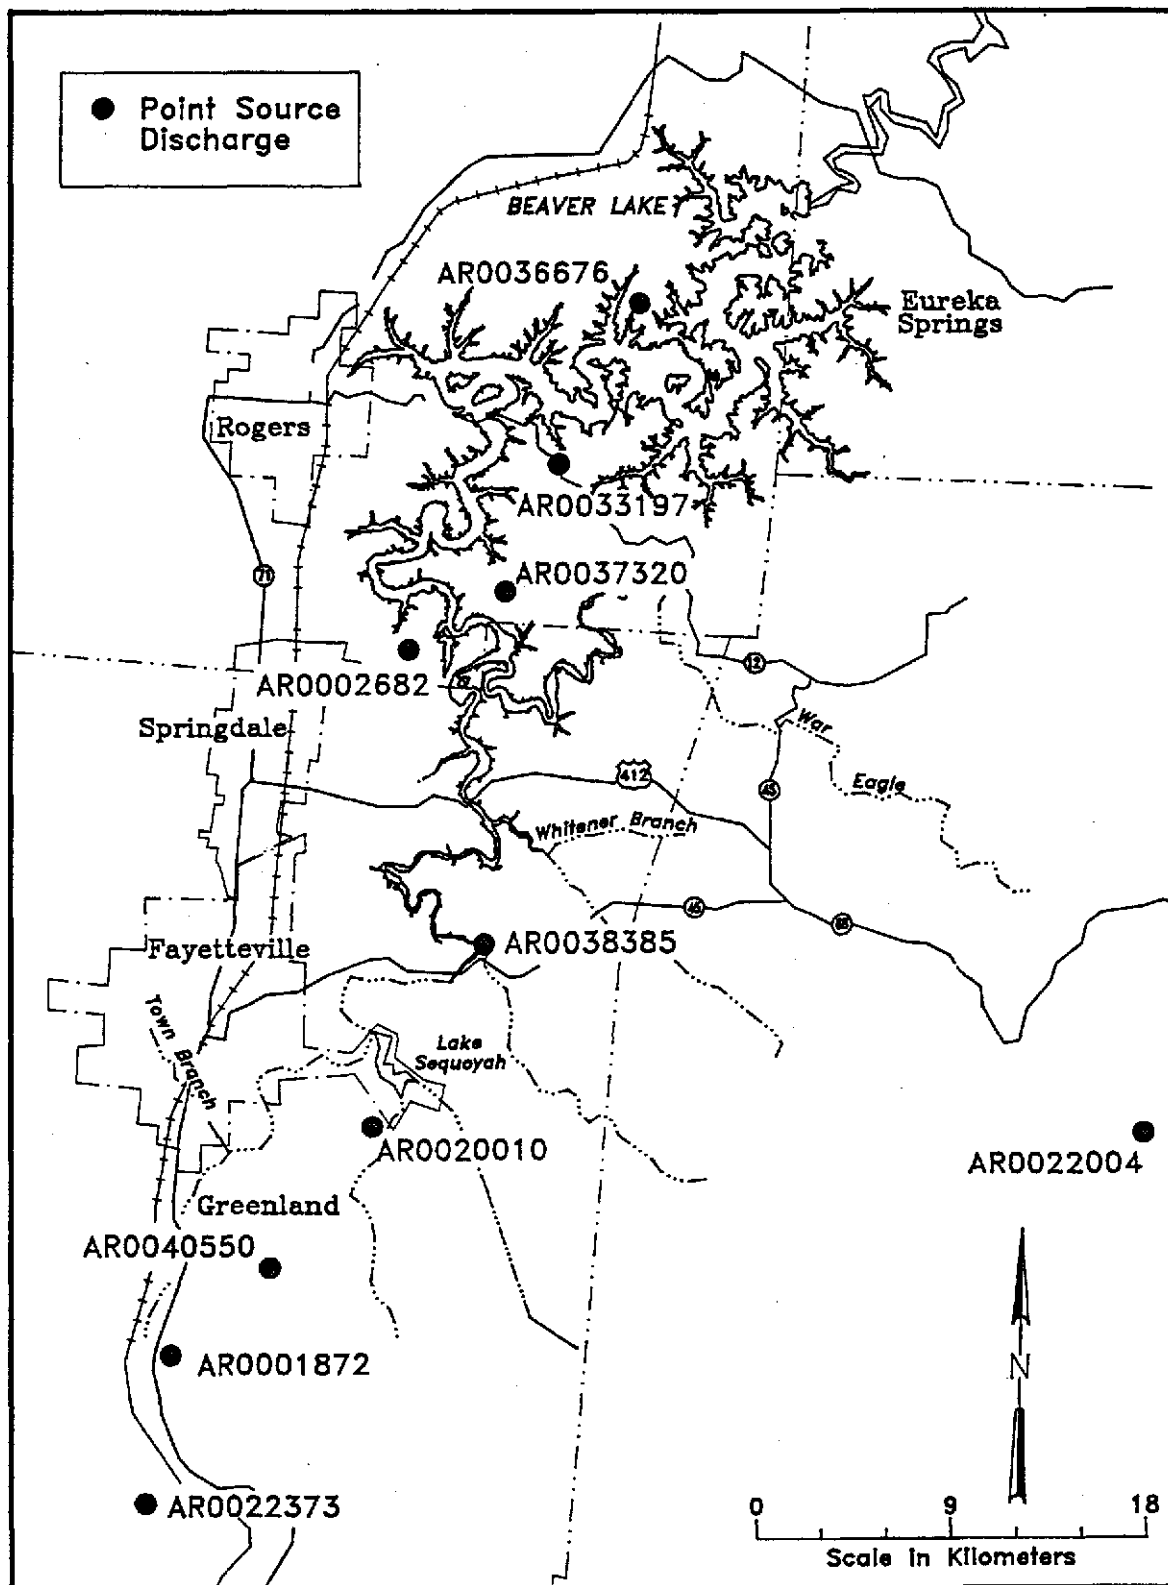 Point Source
Discharge
BEAVER LAKE
AR0036676
Eureka
Springs
Rogers
AR0033197
AR0037320
71
12
AR0002682
Springdale
War
412
45
Eagle
Whitener Branch
45
68
Fayetteville
AR0038385
Town Branch
Lake
Sequoyah
AR0020010
AR0022004
Greenland
AR0040550
AR0001872
N
AR0022373
0 9 18
Scale in Kilometers